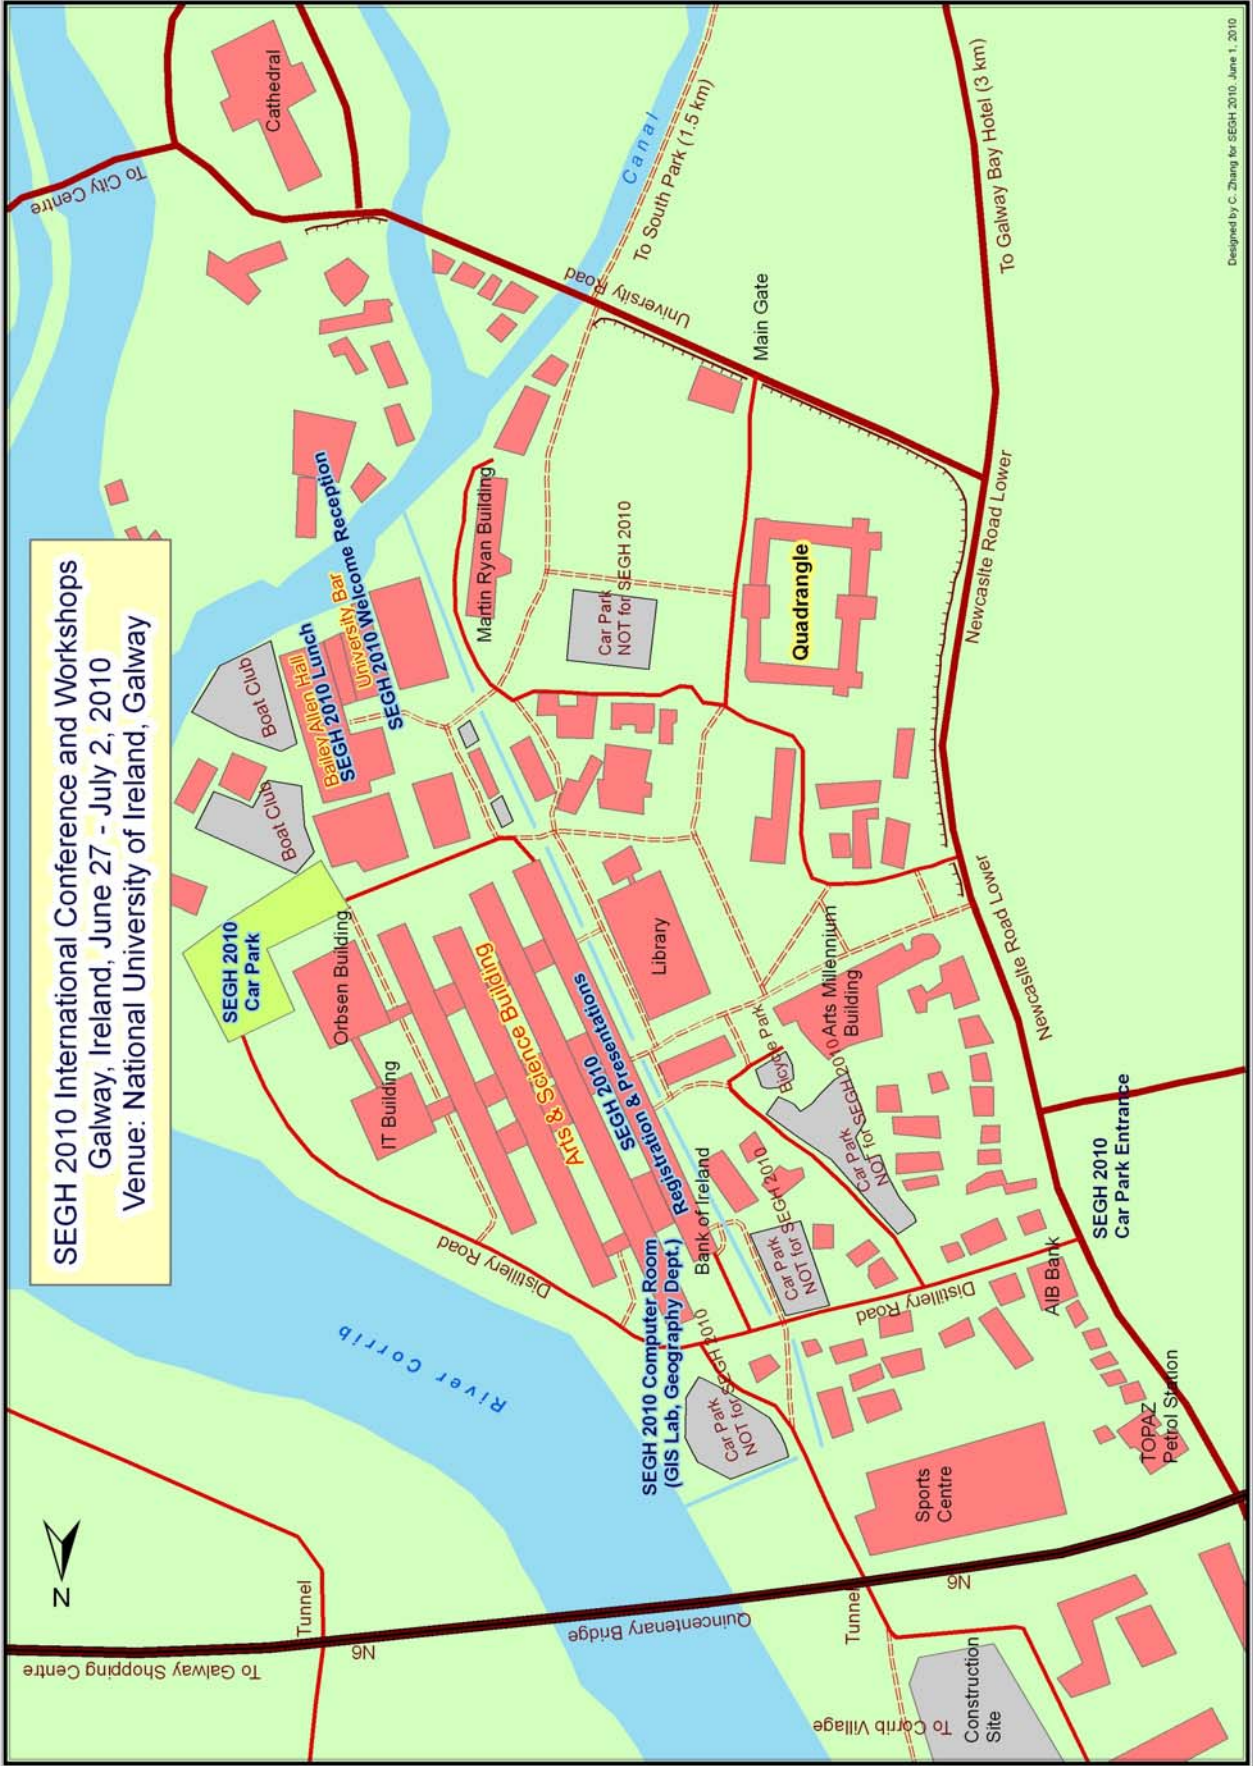 SEGH 2010 International Conference and Workshops
Galway, Ireland, June 27 - July 2, 2010
Venue: National University of Ireland, Galway
N
To Galway Shopping Centre
Tunnel
N6
Quincentenary Bridge
River Corrib
Tunnel
N6
To Corrib Village
Construction
Site
Sports
Centre
TOPAZ
Petrol Station
AIB Bank
SEGH 2010
Car Park Entrance
Distillery Road
Distillery Road
SEGH 2010 Computer Room
(GIS Lab, Geography Dept.)
Car Park
NOT for SEGH 2010
Car Park
NOT for SEGH 2010
Car Park
NOT for SEGH 2010
Bank of Ireland
Bicycle Park
Arts Millennium
Building
IT Building
Orbsen Building
SEGH 2010
Car Park
Arts & Science Building
SEGH 2010
Registration & Presentations
Library
Boat Club
Boat Club
Bailey Allen Hall
SEGH 2010 Lunch
University Bar
SEGH 2010 Welcome Reception
Martin Ryan Building
Car Park
NOT for SEGH 2010
Quadrangle
Newcaslte Road Lower
Newcaslte Road Lower
Main Gate
University Road
Canal
To South Park (1.5 km)
To Galway Bay Hotel (3 km)
To City Centre
Cathedral
Designed by C. Zhang for SEGH 2010. June 1, 2010